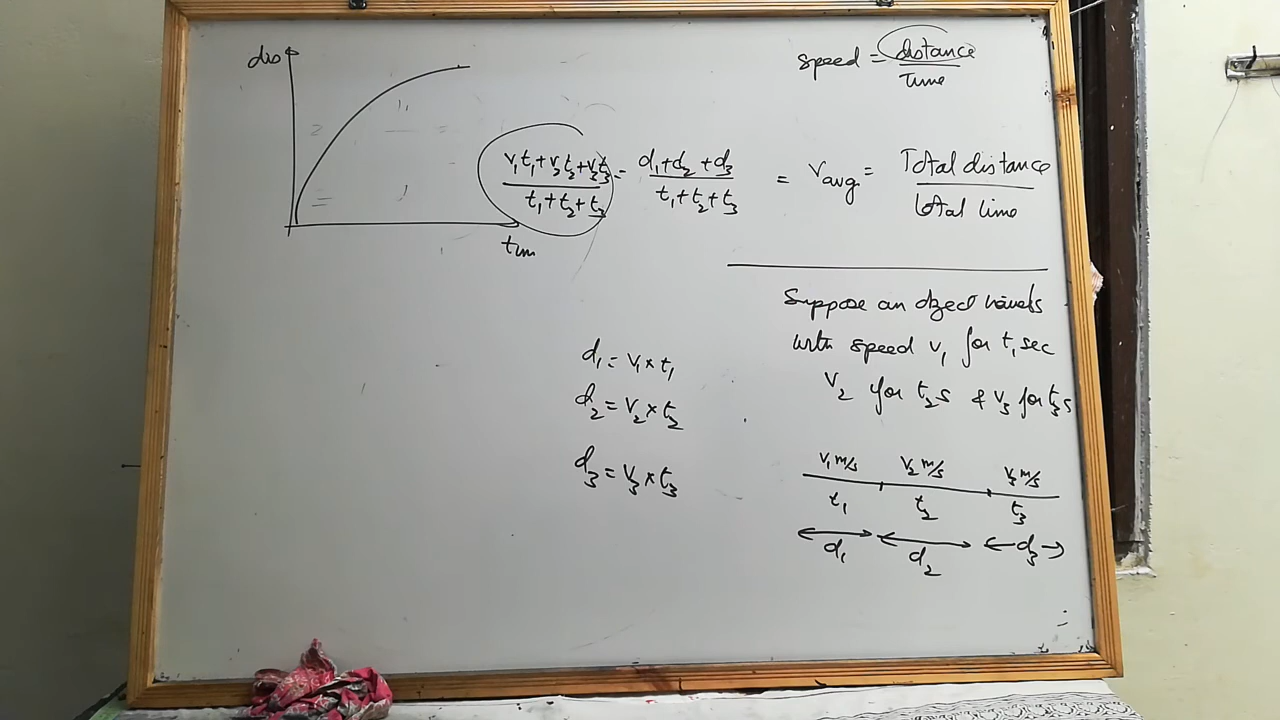 dis
tim
speed = distance / Time
v₁t₁+v₂t₂+v₃t₃ / t₁+t₂+t₃ = d₁+d₂+d₃ / t₁+t₂+t₃ = Vavg = Total distance / total time
Suppose an object travels
with speed v₁ for t₁ sec
V₂ for t₂s & v₃ for t₃s
d₁ = v₁ × t₁
d₂ = v₂ × t₂
d₃ = v₃ × t₃
v₁ m/s v₂ m/s v₃ m/s
t₁ t₂ t₃
d₁ d₂ d₃